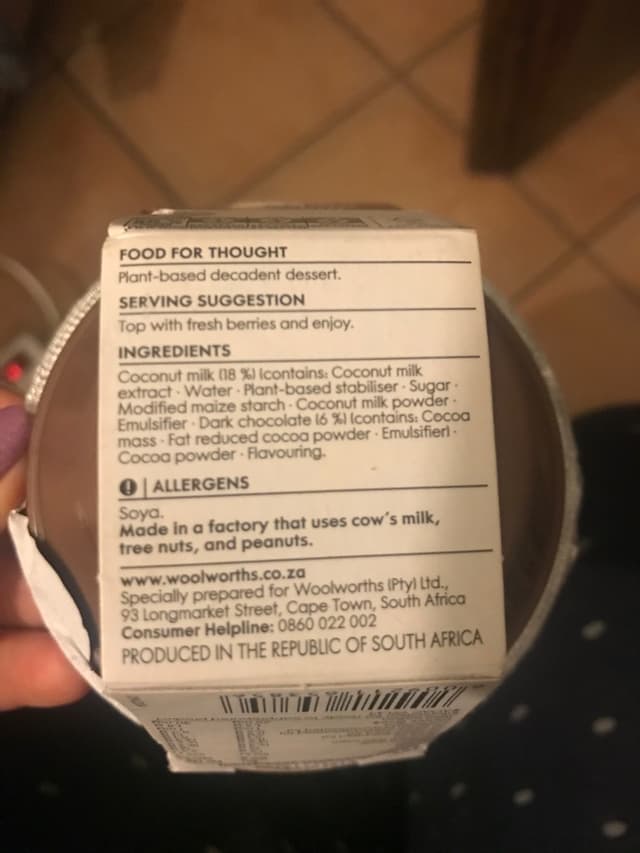 FOOD FOR THOUGHT
Plant-based decadent dessert.
SERVING SUGGESTION
Top with fresh berries and enjoy.
INGREDIENTS
Coconut milk (18 %) (contains: Coconut milk
extract · Water · Plant-based stabiliser · Sugar ·
Modified maize starch · Coconut milk powder ·
Emulsifier · Dark chocolate (6 %) (contains: Cocoa
mass · Fat reduced cocoa powder · Emulsifier) ·
Cocoa powder · Flavouring.
ALLERGENS
Soya.
Made in a factory that uses cow's milk,
tree nuts, and peanuts.
www.woolworths.co.za
Specially prepared for Woolworths (Pty) Ltd.,
93 Longmarket Street, Cape Town, South Africa
Consumer Helpline: 0860 022 002
PRODUCED IN THE REPUBLIC OF SOUTH AFRICA